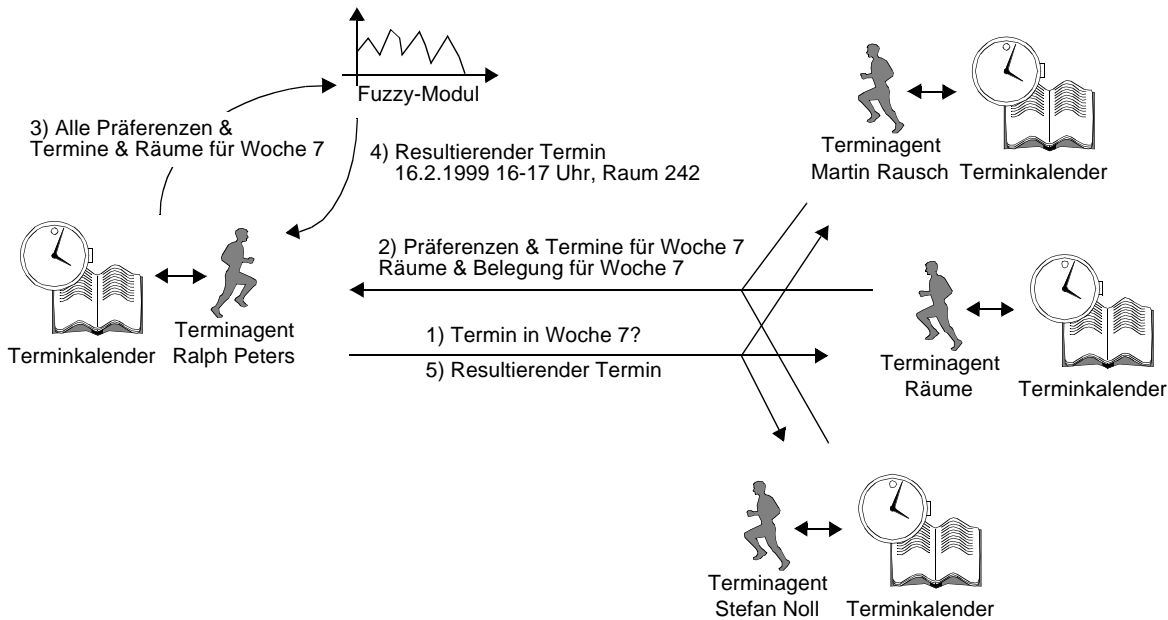 Fuzzy-Modul
3) Alle Präferenzen &
Termine & Räume für Woche 7
4) Resultierender Termin
16.2.1999 16-17 Uhr, Raum 242
Terminagent
Martin Rausch
Terminkalender
2) Präferenzen & Termine für Woche 7
Räume & Belegung für Woche 7
Terminkalender
Terminagent
Ralph Peters
1) Termin in Woche 7?
5) Resultierender Termin
Terminagent
Räume
Terminkalender
Terminagent
Stefan Noll
Terminkalender